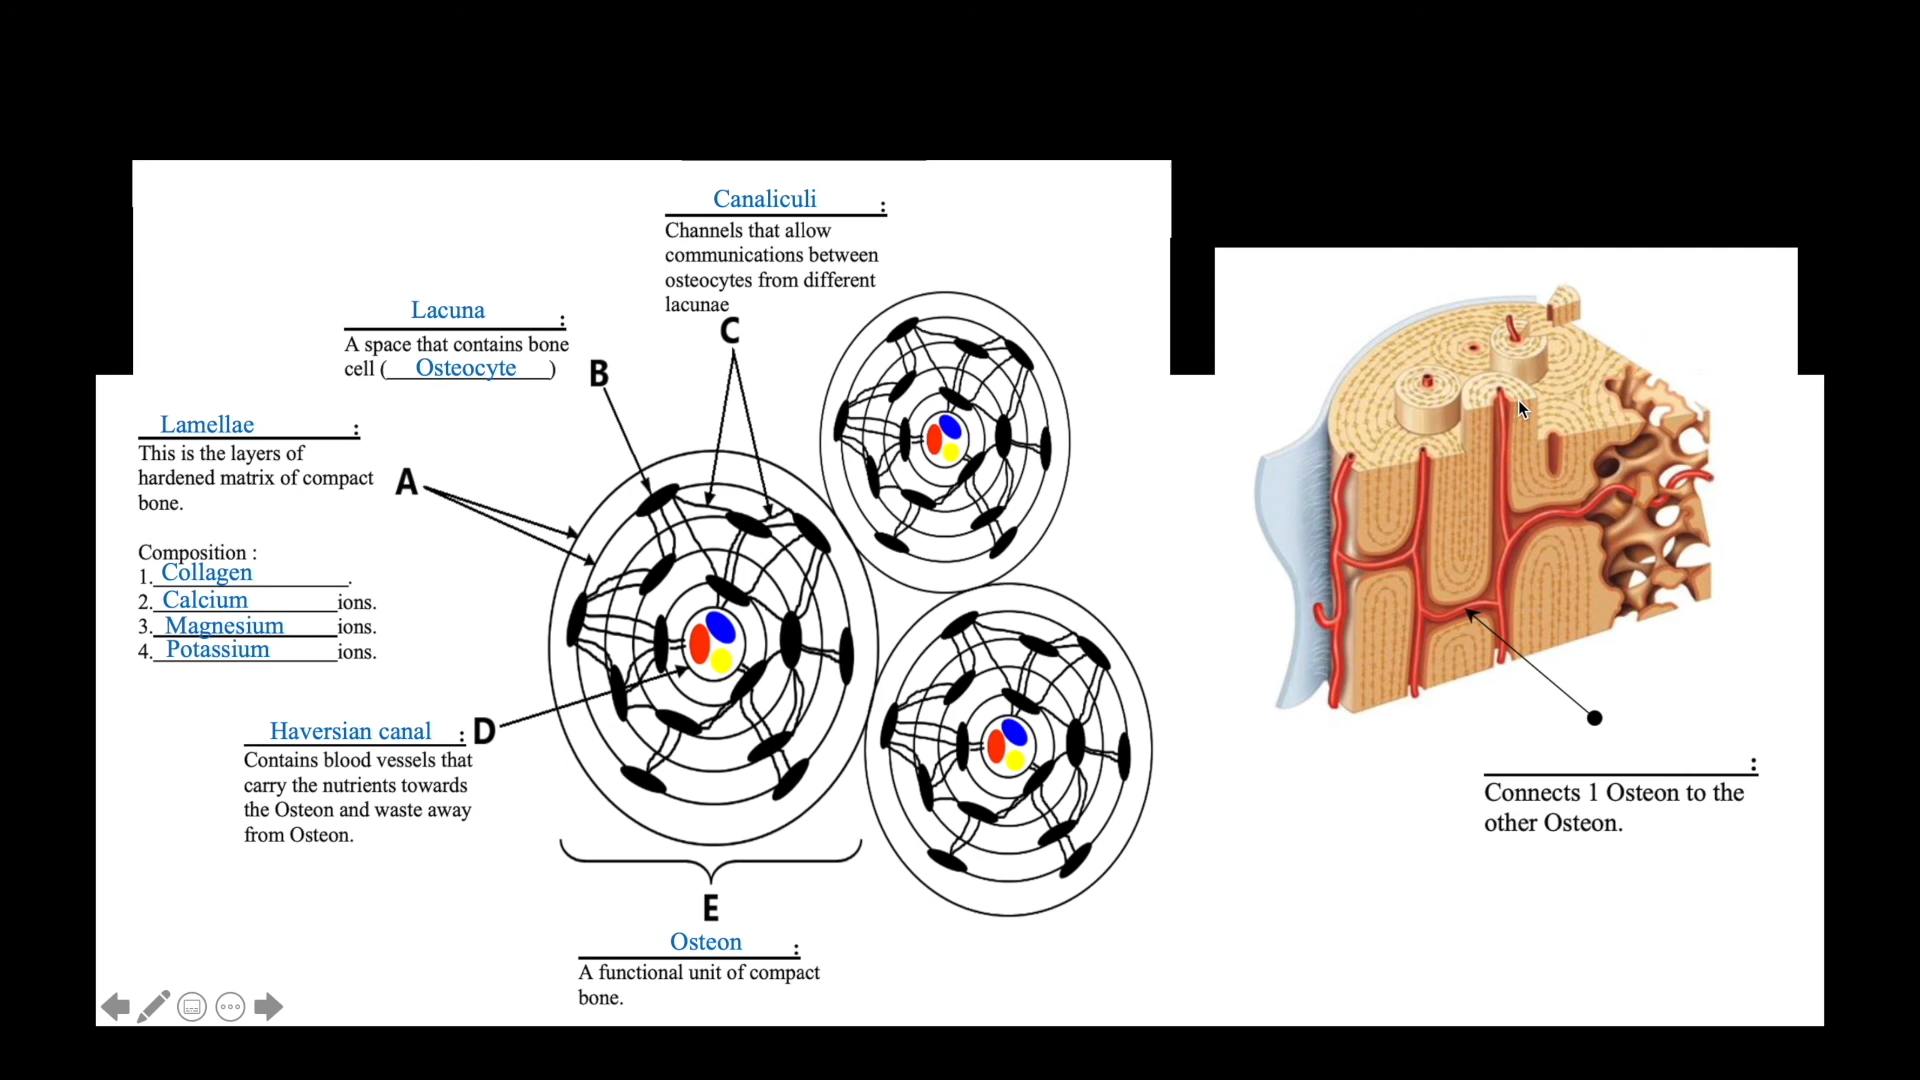 Canaliculi :
Channels that allow
communications between
osteocytes from different
lacunae
C
Lacuna :
A space that contains bone
cell (Osteocyte)
B
Lamellae :
This is the layers of
hardened matrix of compact
bone.
A
Composition :
1. Collagen .
2. Calcium ions.
3. Magnesium ions.
4. Potassium ions.
Haversian canal : D
Contains blood vessels that
carry the nutrients towards
the Osteon and waste away
from Osteon.
E
Osteon :
A functional unit of compact
bone.
:
Connects 1 Osteon to the
other Osteon.